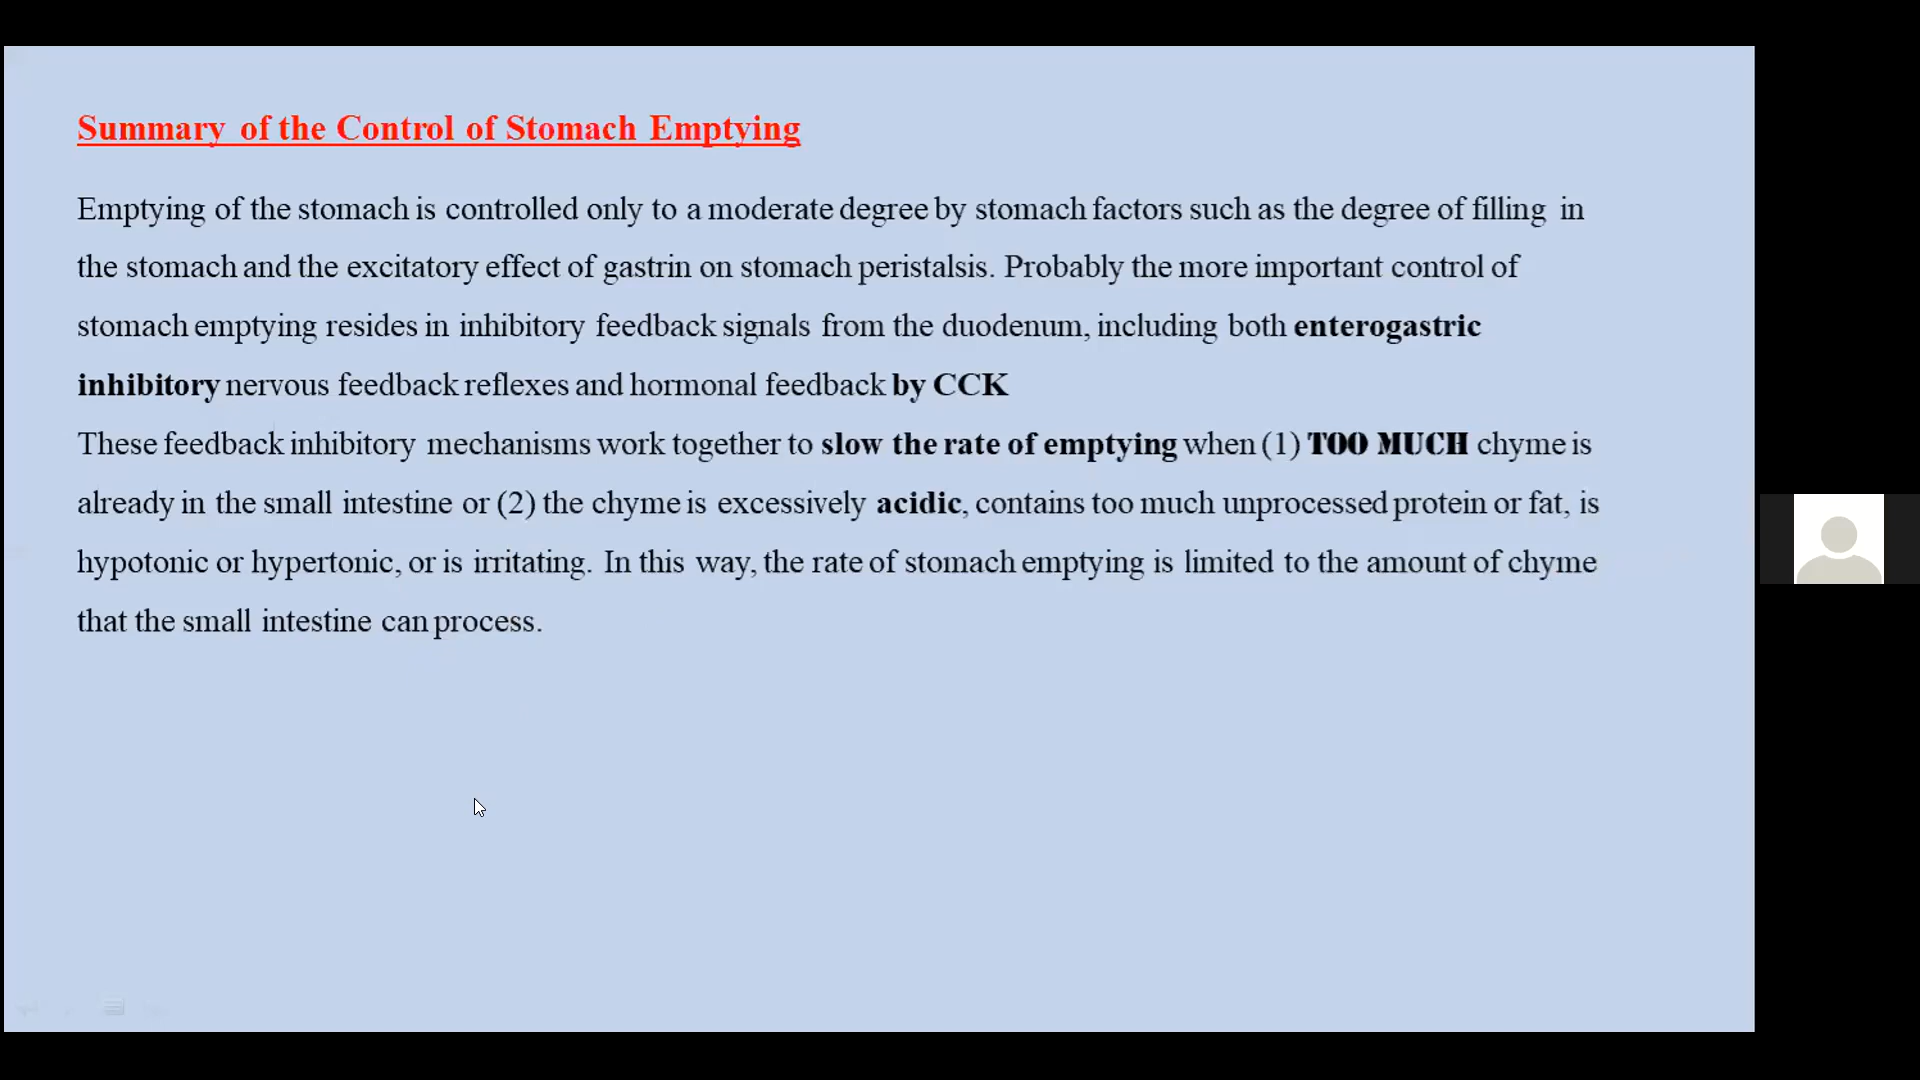 Summary of the Control of Stomach Emptying
Emptying of the stomach is controlled only to a moderate degree by stomach factors such as the degree of filling in
the stomach and the excitatory effect of gastrin on stomach peristalsis. Probably the more important control of
stomach emptying resides in inhibitory feedback signals from the duodenum, including both enterogastric
inhibitory nervous feedback reflexes and hormonal feedback by CCK
These feedback inhibitory mechanisms work together to slow the rate of emptying when (1) TOO MUCH chyme is
already in the small intestine or (2) the chyme is excessively acidic, contains too much unprocessed protein or fat, is
hypotonic or hypertonic, or is irritating. In this way, the rate of stomach emptying is limited to the amount of chyme
that the small intestine can process.